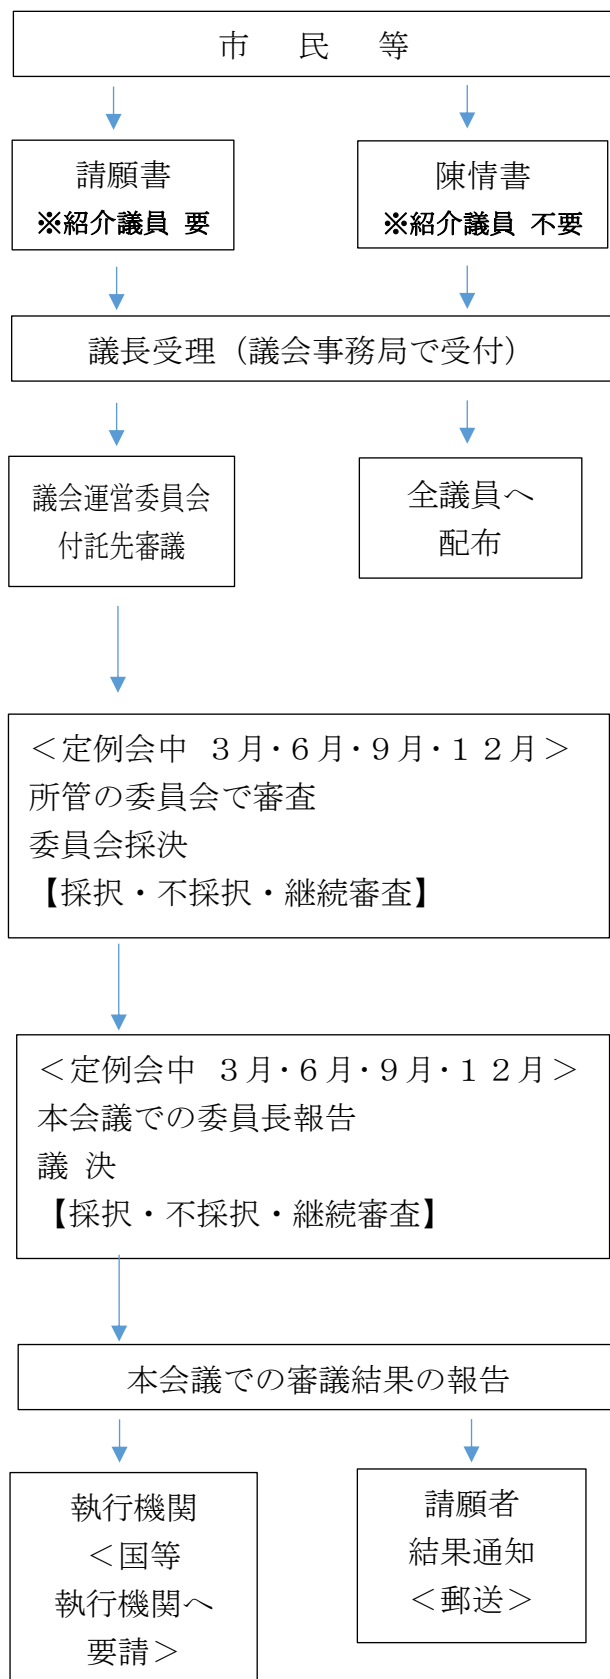 市　民　等
請願書
※紹介議員 要
陳情書
※紹介議員 不要
議長受理（議会事務局で受付）
議会運営委員会
付託先審議
全議員へ
配布
＜定例会中 ３月・６月・９月・１２月＞
所管の委員会で審査
委員会採決
【採択・不採択・継続審査】
＜定例会中 ３月・６月・９月・１２月＞
本会議での委員長報告
議 決
【採択・不採択・継続審査】
本会議での審議結果の報告
執行機関
＜国等
執行機関へ
要請＞
請願者
結果通知
＜郵送＞